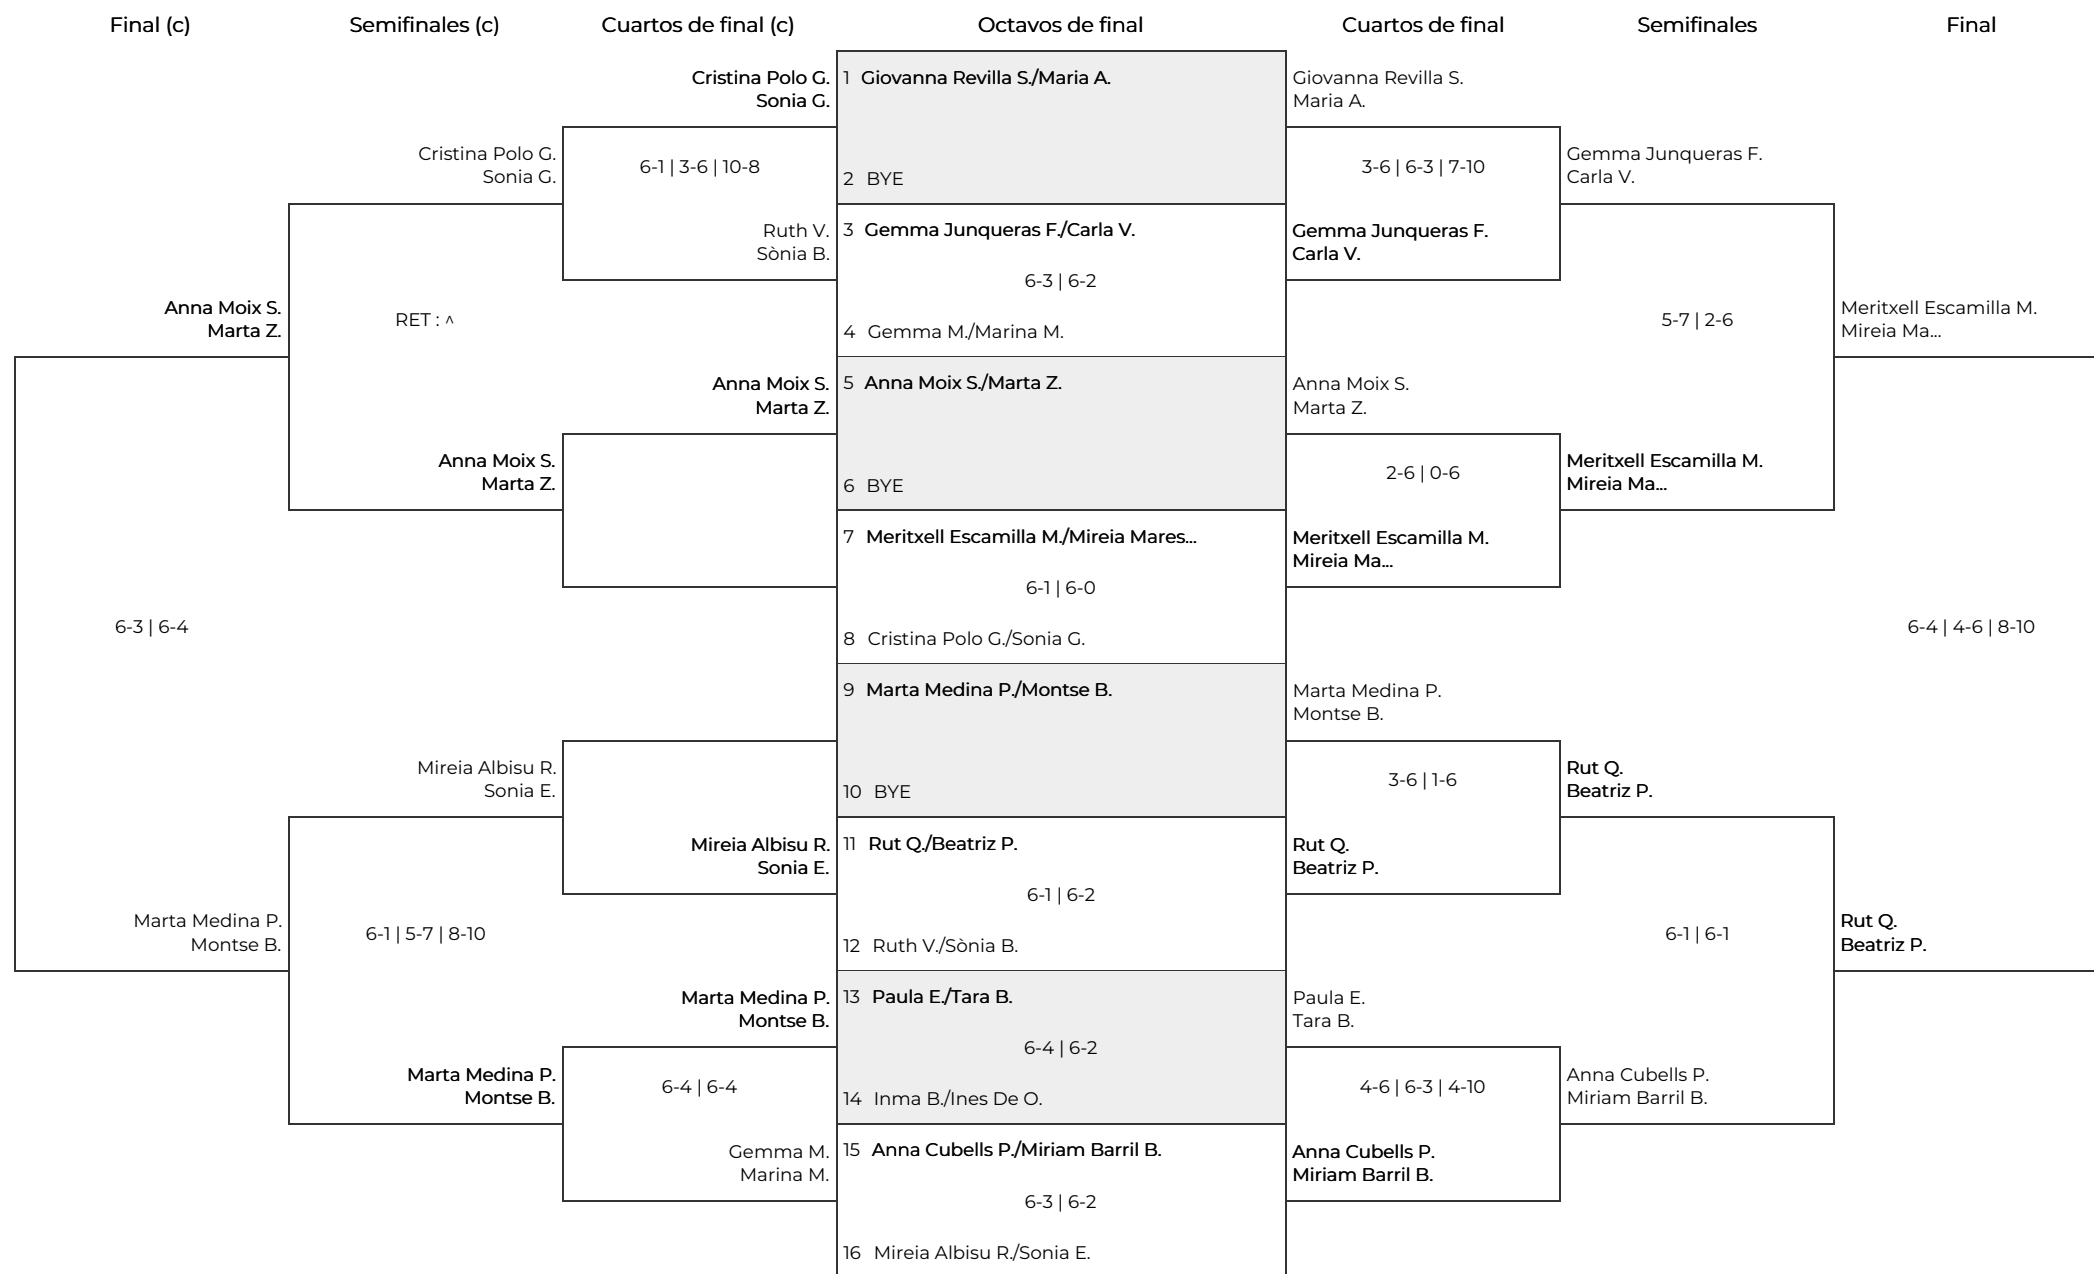 Final (c)
Semifinales (c)
Cuartos de final (c)
Octavos de final
Cuartos de final
Semifinales
Final
Anna Moix S.
Marta Z.
6-3 | 6-4
Marta Medina P.
Montse B.
Cristina Polo G.
Sonia G.
RET : ^
Anna Moix S.
Marta Z.
Mireia Albisu R.
Sonia E.
6-1 | 5-7 | 8-10
Marta Medina P.
Montse B.
Cristina Polo G.
Sonia G.
6-1 | 3-6 | 10-8
Ruth V.
Sònia B.
Anna Moix S.
Marta Z.
Mireia Albisu R.
Sonia E.
Marta Medina P.
Montse B.
6-4 | 6-4
Gemma M.
Marina M.
1 Giovanna Revilla S./Maria A.
2 BYE
3 Gemma Junqueras F./Carla V.
6-3 | 6-2
4 Gemma M./Marina M.
5 Anna Moix S./Marta Z.
6 BYE
7 Meritxell Escamilla M./Mireia Mares...
6-1 | 6-0
8 Cristina Polo G./Sonia G.
9 Marta Medina P./Montse B.
10 BYE
11 Rut Q./Beatriz P.
6-1 | 6-2
12 Ruth V./Sònia B.
13 Paula E./Tara B.
6-4 | 6-2
14 Inma B./Ines De O.
15 Anna Cubells P./Miriam Barril B.
6-3 | 6-2
16 Mireia Albisu R./Sonia E.
Giovanna Revilla S.
Maria A.
3-6 | 6-3 | 7-10
Gemma Junqueras F.
Carla V.
Anna Moix S.
Marta Z.
2-6 | 0-6
Meritxell Escamilla M.
Mireia Ma...
Marta Medina P.
Montse B.
3-6 | 1-6
Rut Q.
Beatriz P.
Paula E.
Tara B.
4-6 | 6-3 | 4-10
Anna Cubells P.
Miriam Barril B.
Gemma Junqueras F.
Carla V.
5-7 | 2-6
Meritxell Escamilla M.
Mireia Ma...
Rut Q.
Beatriz P.
6-1 | 6-1
Anna Cubells P.
Miriam Barril B.
Meritxell Escamilla M.
Mireia Ma...
6-4 | 4-6 | 8-10
Rut Q.
Beatriz P.